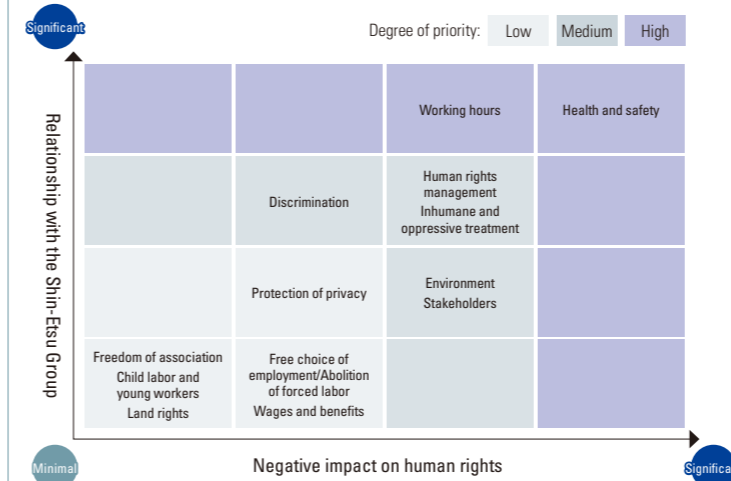 Significant
Degree of priority: Low Medium High
Relationship with the Shin-Etsu Group
Working hours
Health and safety
Discrimination
Human rights
management
Inhumane and
oppressive treatment
Protection of privacy
Environment
Stakeholders
Freedom of association
Child labor and
young workers
Land rights
Free choice of
employment/Abolition
of forced labor
Wages and benefits
Minimal
Negative impact on human rights
Significa